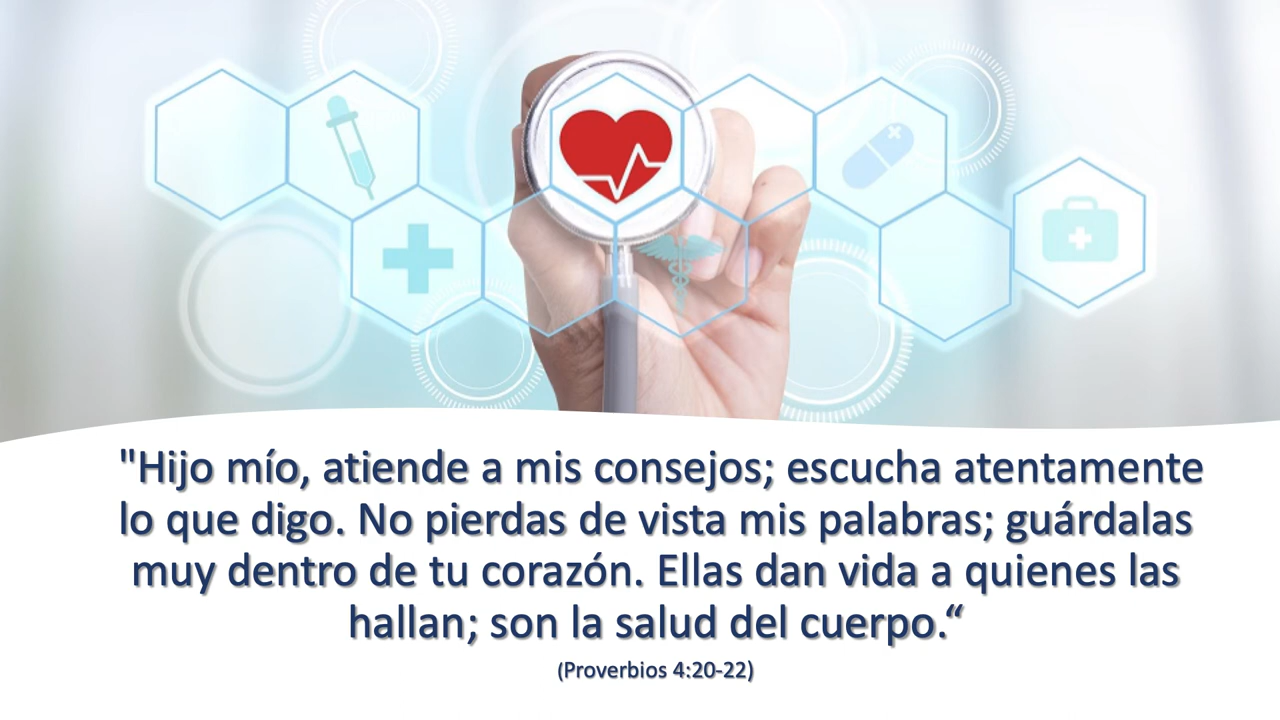 "Hijo mío, atiende a mis consejos; escucha atentamente
lo que digo. No pierdas de vista mis palabras; guárdalas
muy dentro de tu corazón. Ellas dan vida a quienes las
hallan; son la salud del cuerpo.“
(Proverbios 4:20-22)